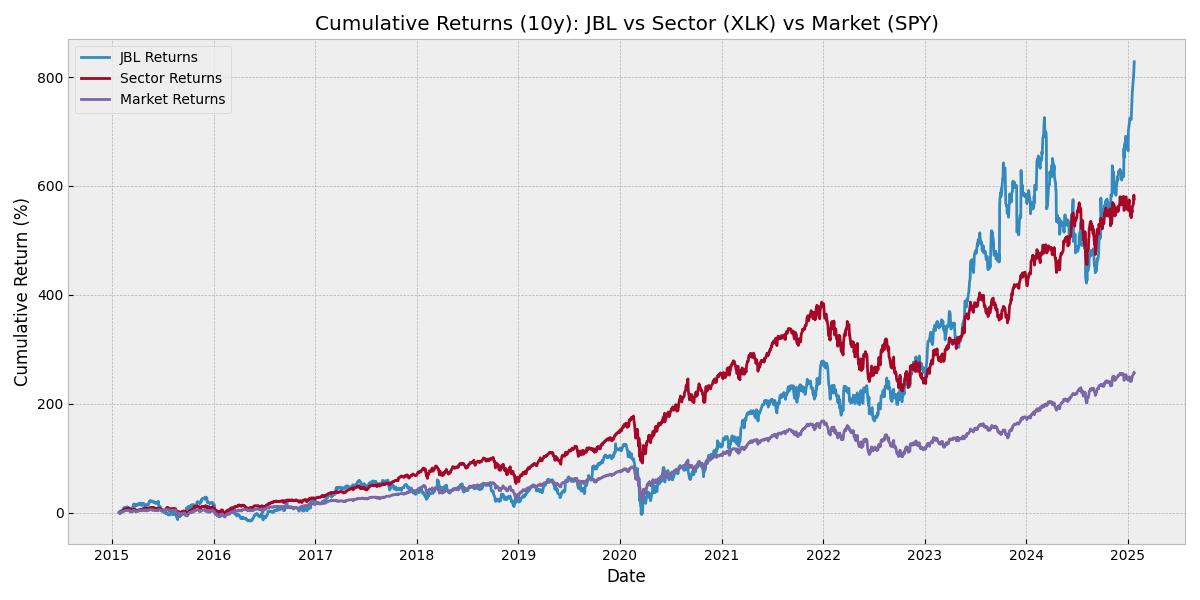 Cumulative Returns (10y): JBL vs Sector (XLK) vs Market (SPY)
JBL Returns
Sector Returns
Market Returns
Cumulative Return (%)
800
600
400
200
0
2015 2016 2017 2018 2019 2020 2021 2022 2023 2024 2025
Date